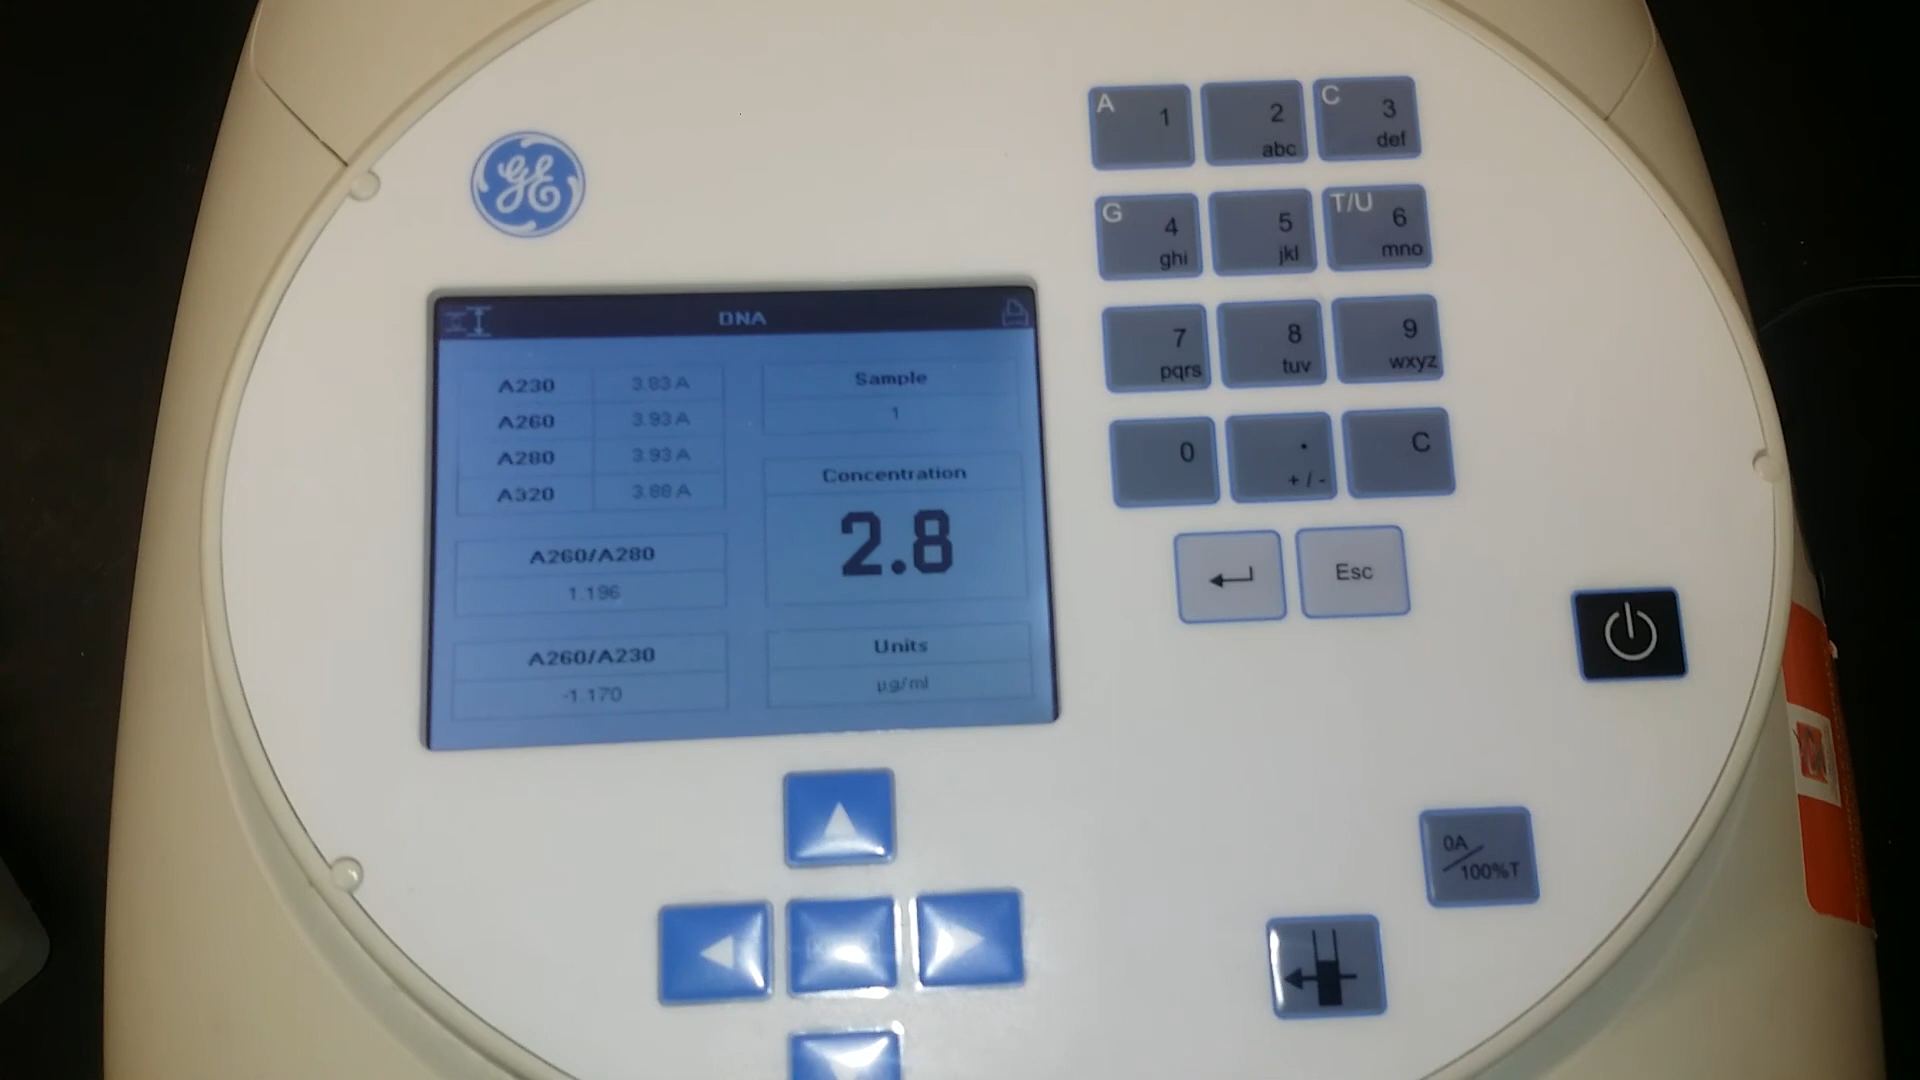 GE
DNA
A230 3.83 A
A260 3.93 A
A280 3.93 A
A320 3.88 A
A260/A280
1.196
A260/A230
-1.170
Sample
1
Concentration
2.8
Units
µg/ml
A 1
2 abc
C 3 def
G 4 ghi
5 jkl
T/U 6 mno
7 pqrs
8 tuv
9 wxyz
0
. +/-
C
Esc
0A/100%T